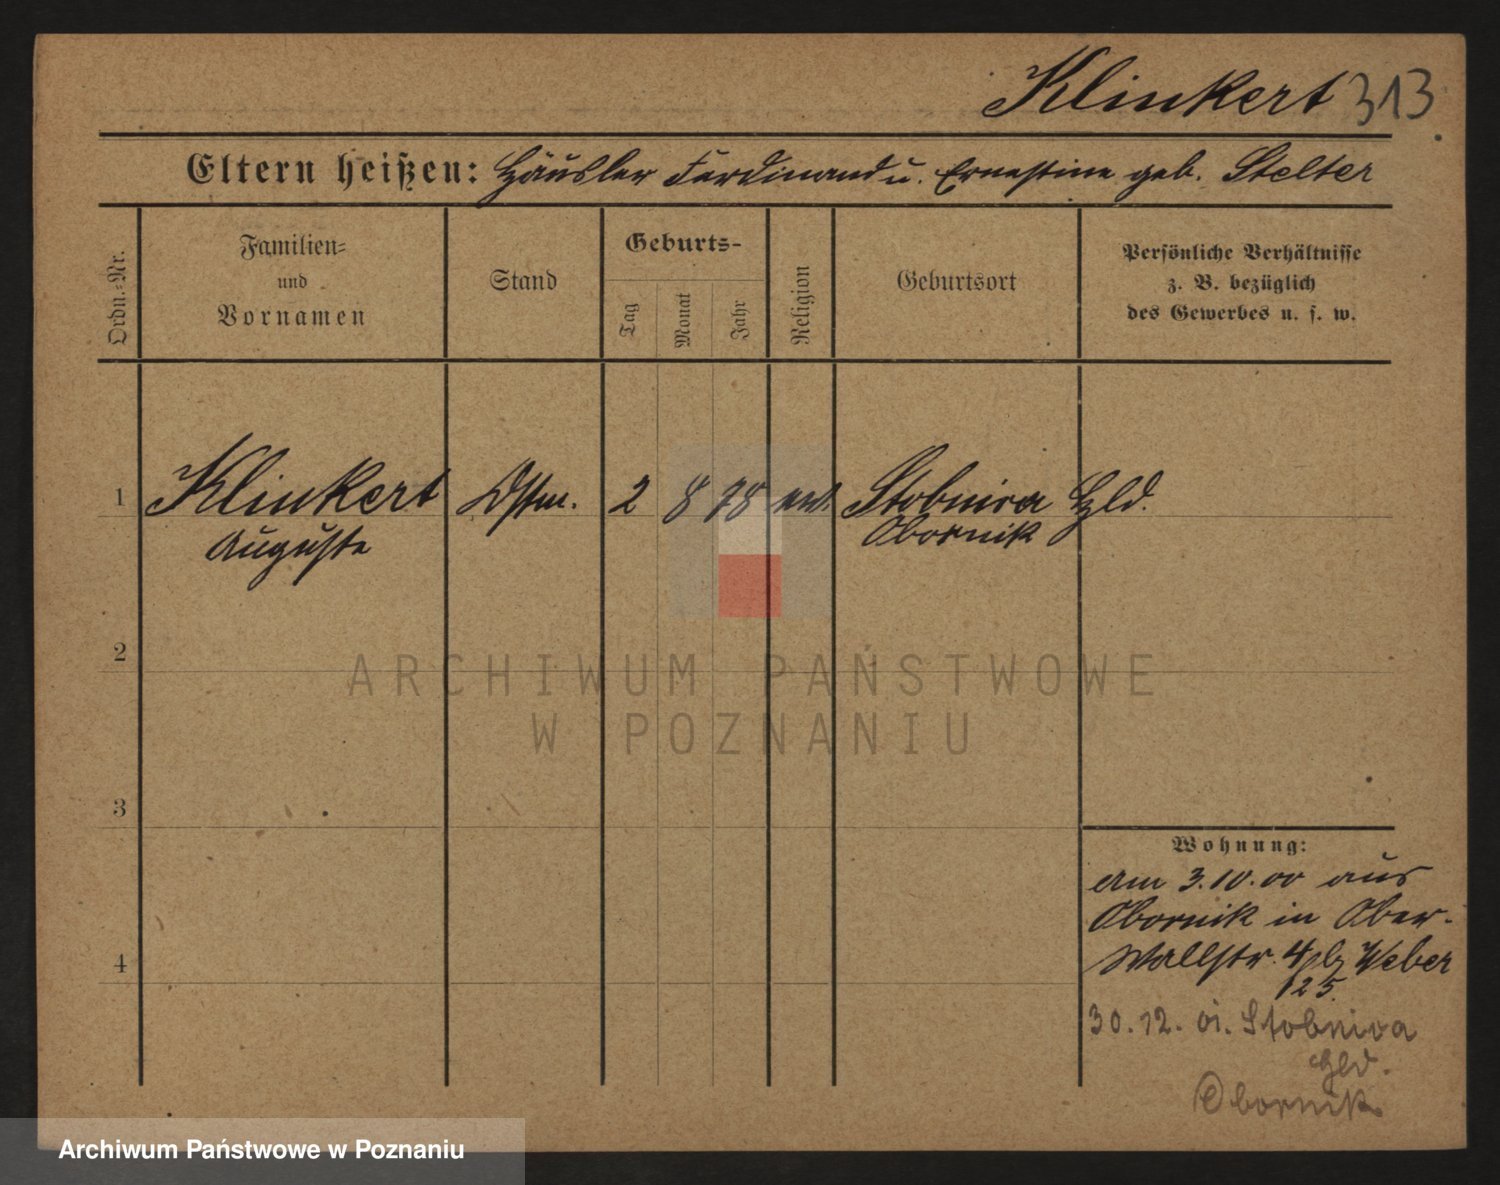 Klinkert 313.
Eltern heißen: Häusler Ferdinand u. Ernestine geb. Stelter
Ordn.=Nr.
Familien=
und
Vornamen
Stand
Geburts-
Tag
Monat
Jahr
Religion
Geburtsort
Persönliche Verhältnisse
z. B. bezüglich
des Gewerbes u. s. w.
1 Klinkert 2 8 78 Stobnica Hld.
Auguste Obornik
2
ARCHIWUM PAŃSTWOWE
W POZNANIU
3
Wohnung:
Am 3.10.00 aus
Obornik in Ober-
Wallstr. 4 Weber
125.
4
30.12. 01. Stobnica
Hld.
Obornik
Archiwum Państwowe w Poznaniu